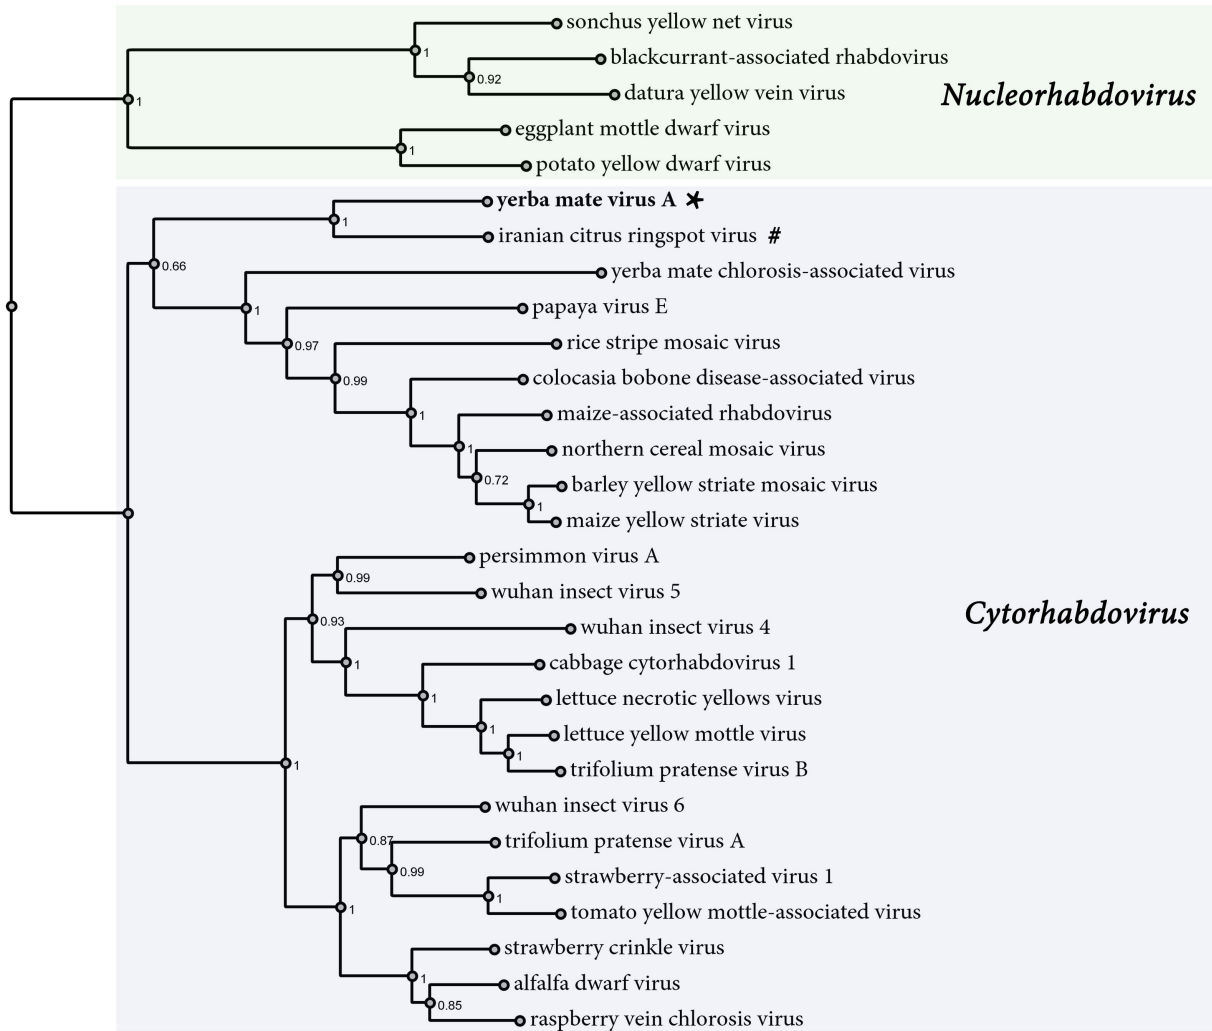 sonchus yellow net virus
1
blackcurrant-associated rhabdovirus
0.92
datura yellow vein virus
Nucleorhabdovirus
1
eggplant mottle dwarf virus
1
potato yellow dwarf virus
yerba mate virus A *
1
iranian citrus ringspot virus #
0.66
yerba mate chlorosis-associated virus
1
papaya virus E
0.97
rice stripe mosaic virus
0.99
colocasia bobone disease-associated virus
1
maize-associated rhabdovirus
1
northern cereal mosaic virus
0.72
barley yellow striate mosaic virus
1
maize yellow striate virus
persimmon virus A
0.99
wuhan insect virus 5
Cytorhabdovirus
0.93
wuhan insect virus 4
1
cabbage cytorhabdovirus 1
1
lettuce necrotic yellows virus
1
lettuce yellow mottle virus
1
trifolium pratense virus B
1
wuhan insect virus 6
0.87
trifolium pratense virus A
0.99
strawberry-associated virus 1
1
tomato yellow mottle-associated virus
1
strawberry crinkle virus
1
alfalfa dwarf virus
0.85
raspberry vein chlorosis virus